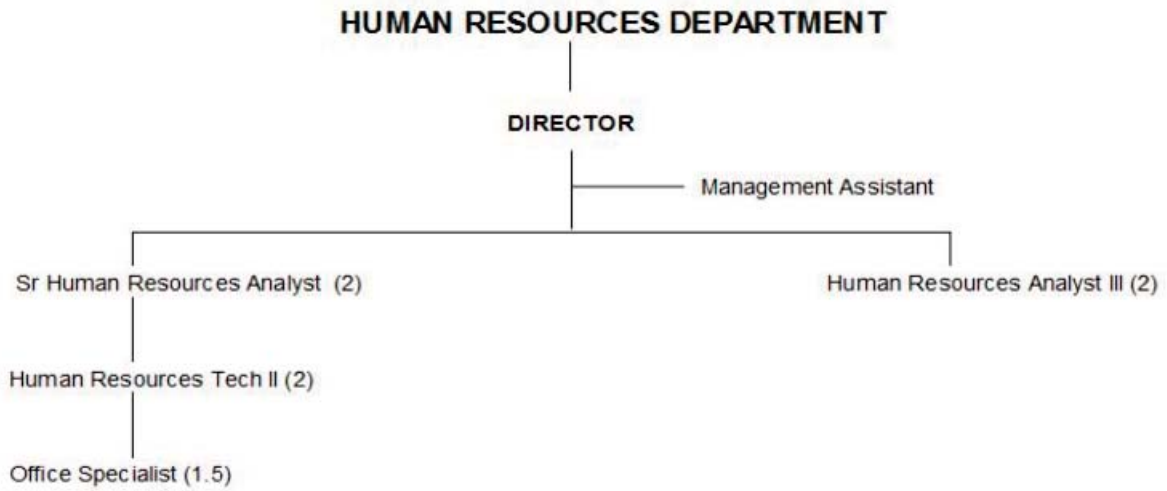 HUMAN RESOURCES DEPARTMENT
DIRECTOR
Management Assistant
Sr Human Resources Analyst (2)
Human Resources Analyst III (2)
Human Resources Tech II (2)
Office Specialist (1.5)